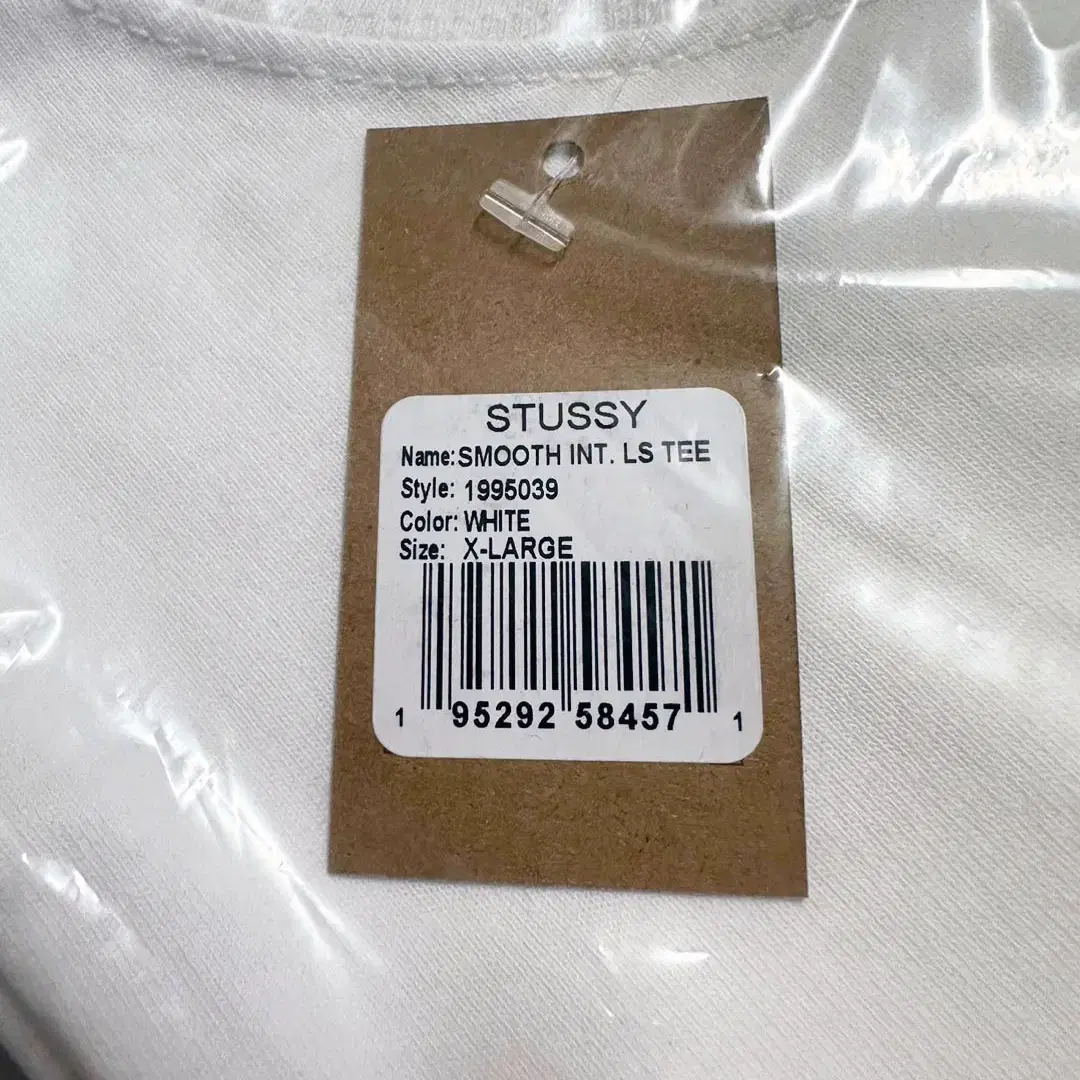 STUSSY
Name: SMOOTH INT. LS TEE
Style: 1995039
Color: WHITE
Size: X-LARGE
1 95292 58457 1